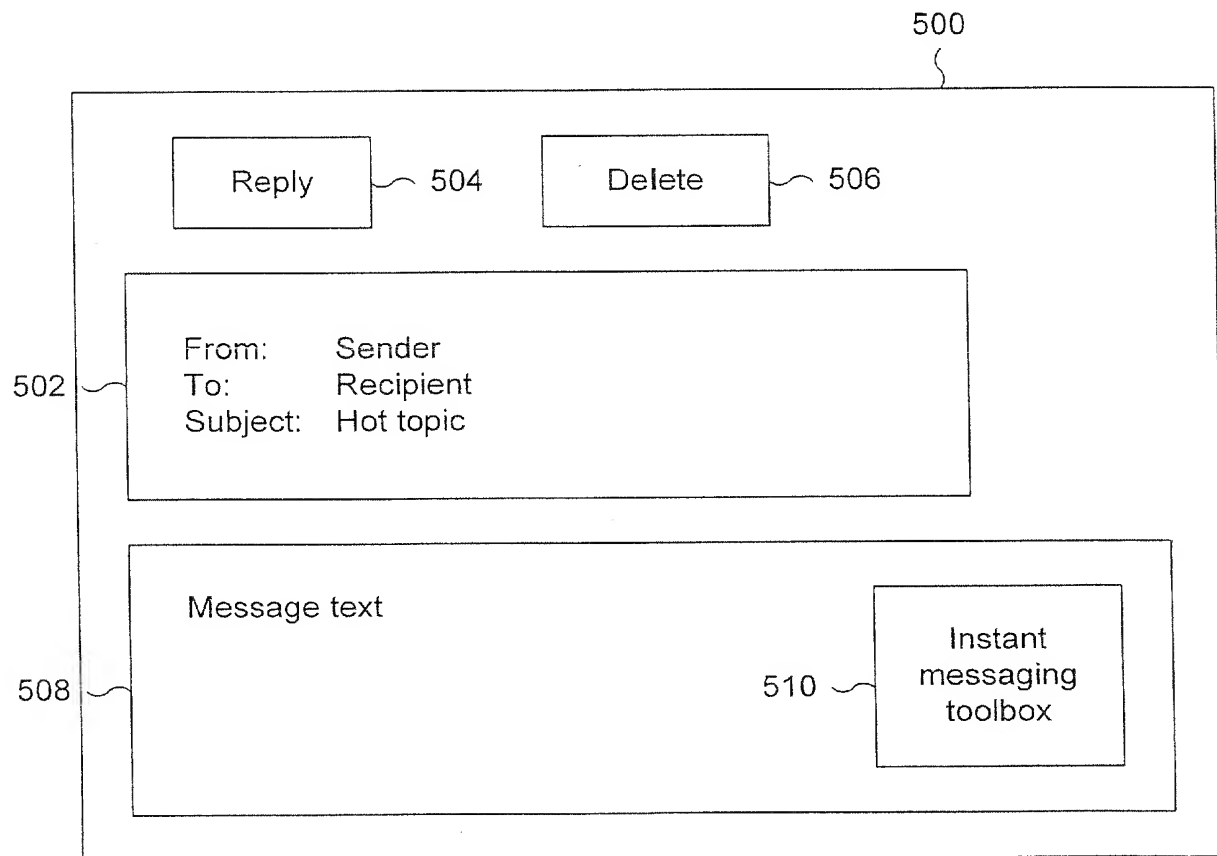 500
Reply 504 Delete 506
502
From: Sender
To: Recipient
Subject: Hot topic
508
Message text
510
Instant
messaging
toolbox